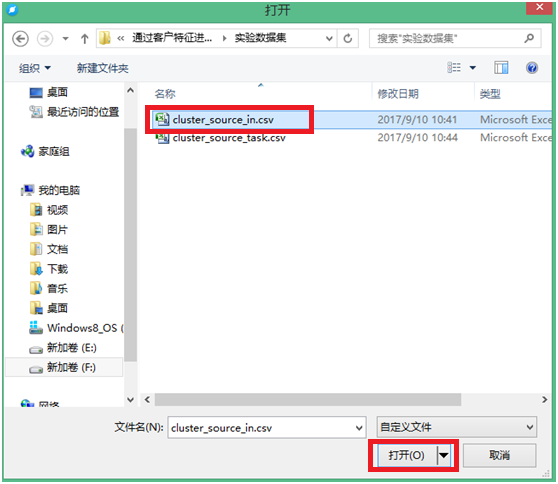 打开
« 通过客户特征进... ▸ 实验数据集
搜索"实验数据集"
组织 新建文件夹
名称 修改日期 类型
桌面
最近访问的位置
家庭组
我的电脑
视频
图片
文档
下载
音乐
桌面
Windows8_OS (
新加卷 (E:)
新加卷 (F:)
网络
cluster_source_in.csv 2017/9/10 10:41 Microsoft Exce
cluster_source_task.csv 2017/9/10 10:44 Microsoft Exce
文件名(N): cluster_source_in.csv 自定义文件
打开(O) 取消